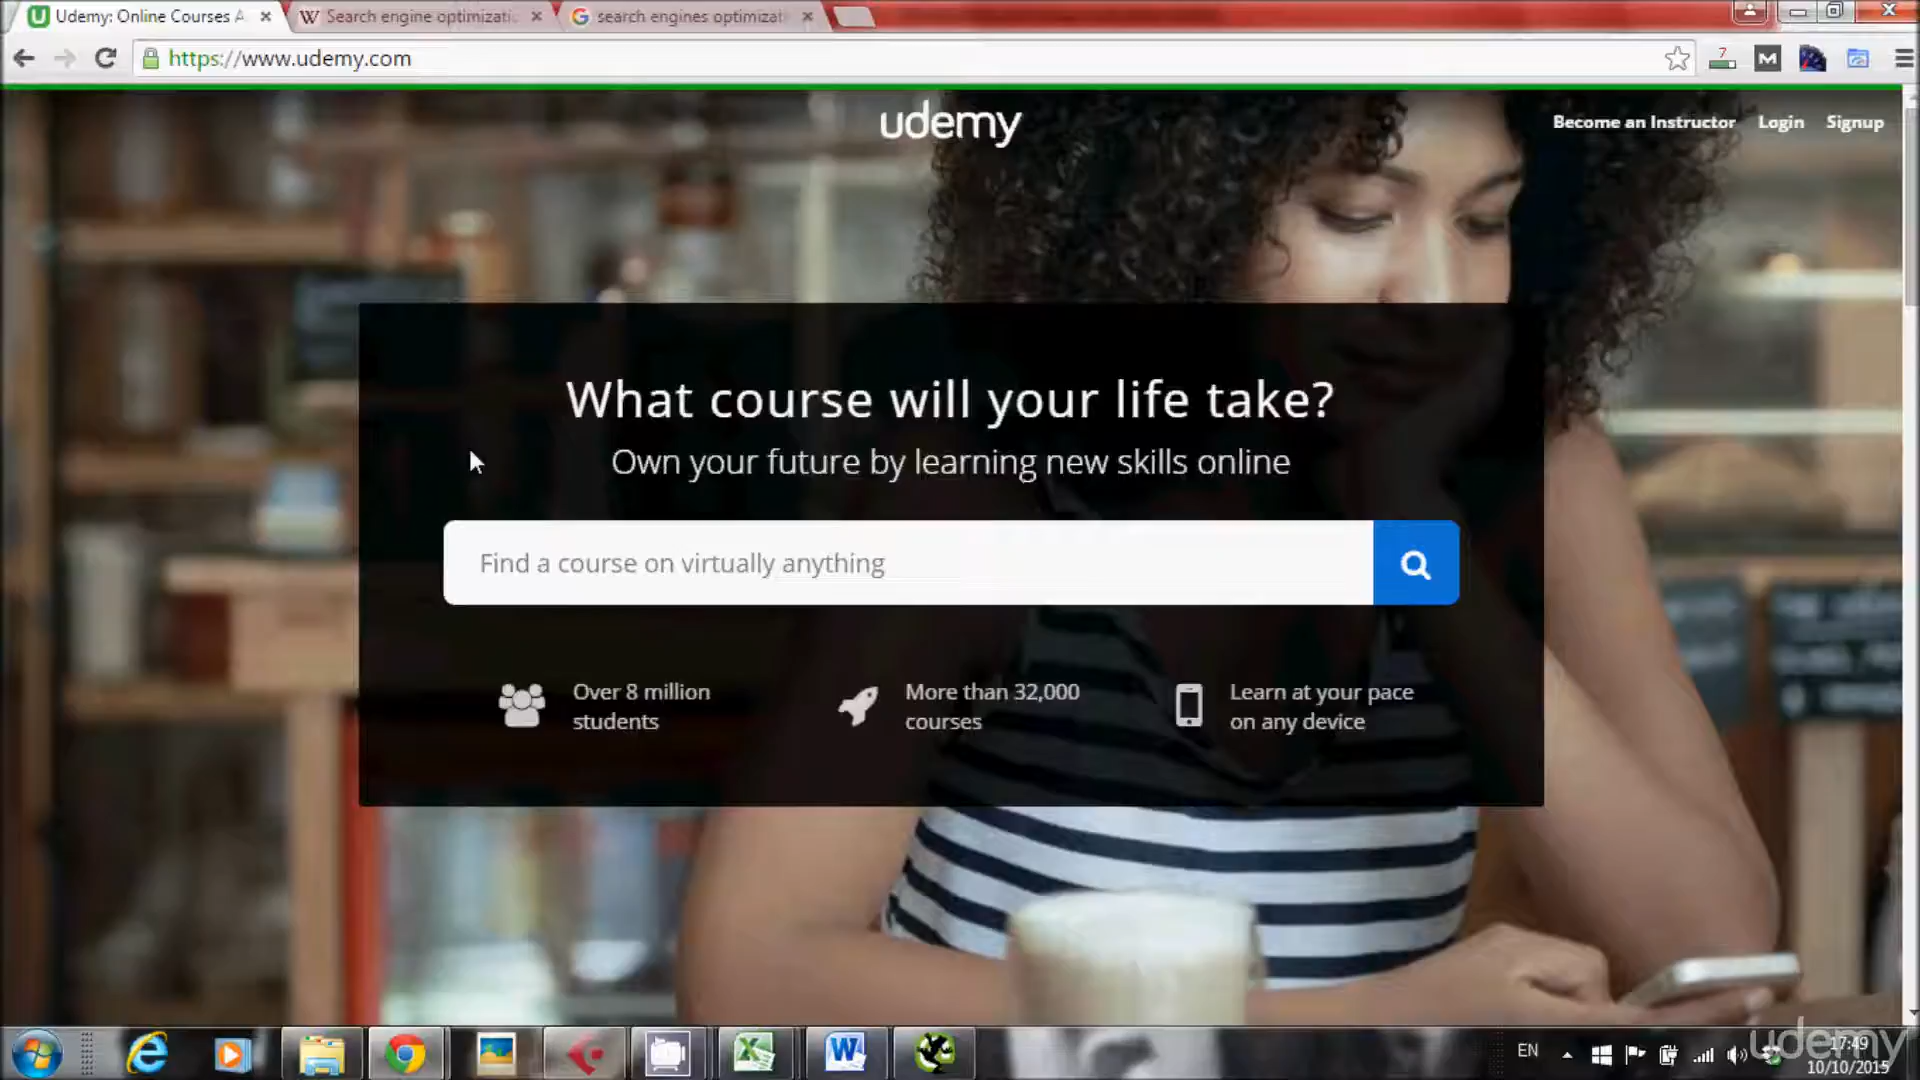 Udemy: Online Courses A
Search engine optimizati
search engines optimizat
https://www.udemy.com
7
M
udemy
Become an Instructor Login Signup
What course will your life take?
Own your future by learning new skills online
Find a course on virtually anything
Over 8 million
students
More than 32,000
courses
Learn at your pace
on any device
EN
17:49
10/10/2015
udemy